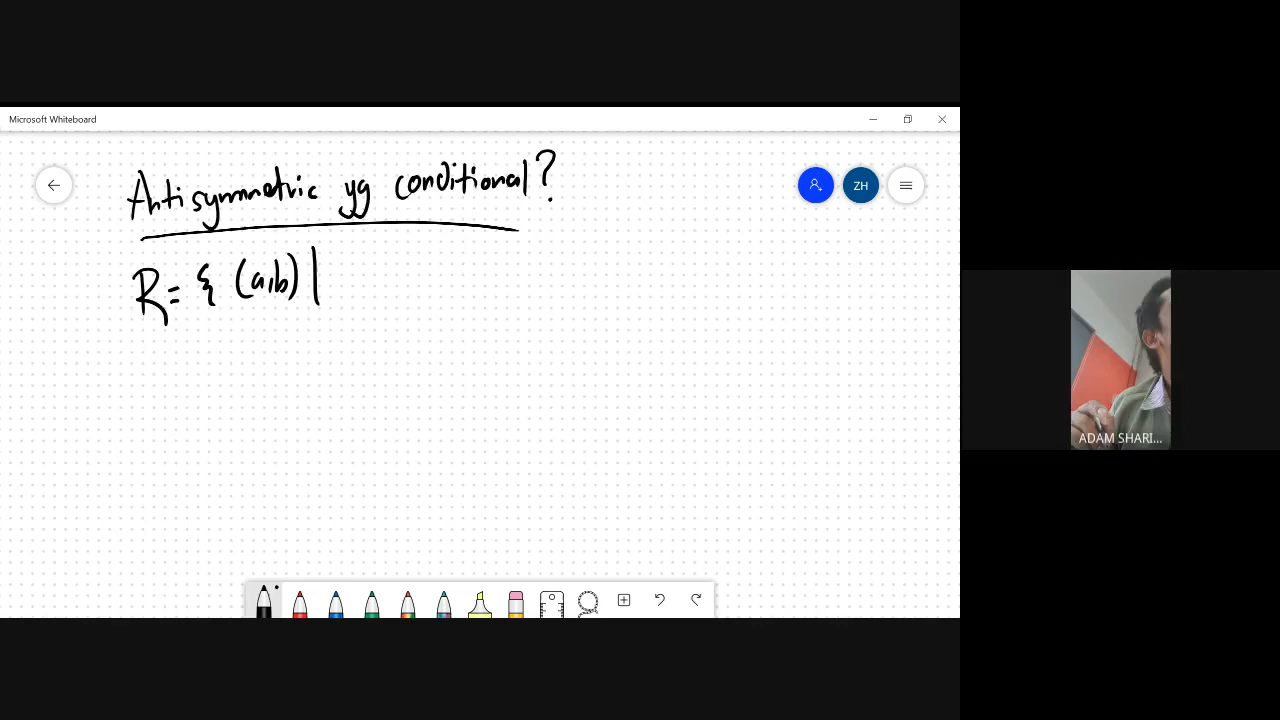 Microsoft Whiteboard
Antisymmetric yg conditional?
ZH
R = { (a,b) |
ADAM SHARI...